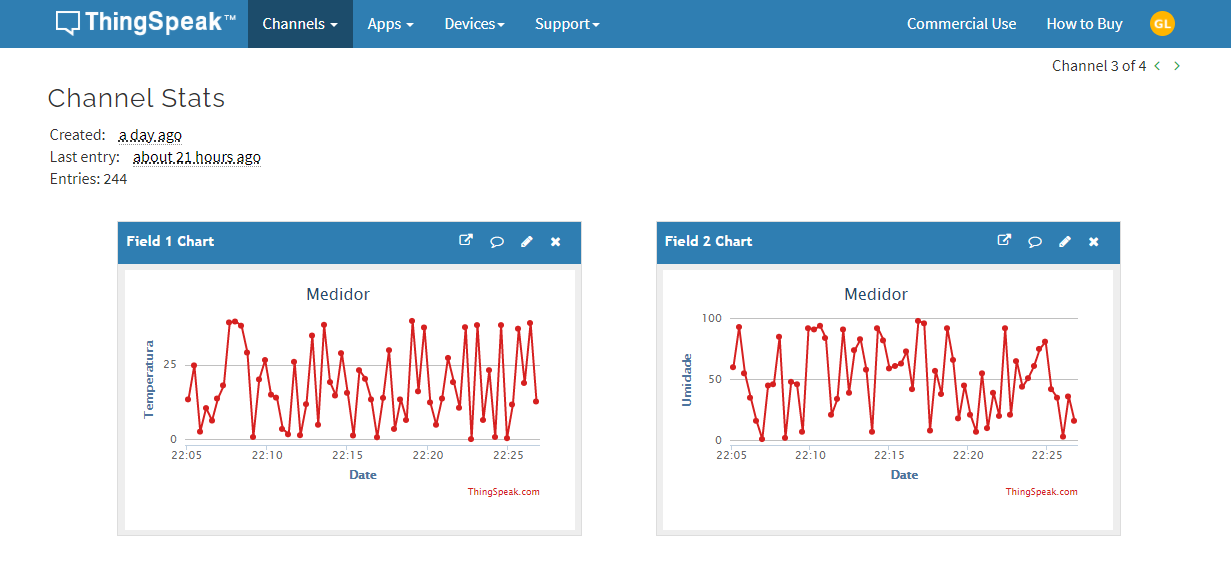 ThingSpeak™ Channels Apps Devices Support Commercial Use How to Buy GL
Channel 3 of 4 < >
Channel Stats
Created: a day ago
Last entry: about 21 hours ago
Entries: 244
Field 1 Chart
Medidor
Temperatura
25
0
22:05 22:10 22:15 22:20 22:25
Date
ThingSpeak.com
Field 2 Chart
Medidor
Umidade
100
50
0
22:05 22:10 22:15 22:20 22:25
Date
ThingSpeak.com